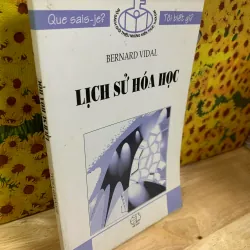 Que sais-je?
Tôi biết gì?
BERNARD VIDAL
LỊCH SỬ HÓA HỌC